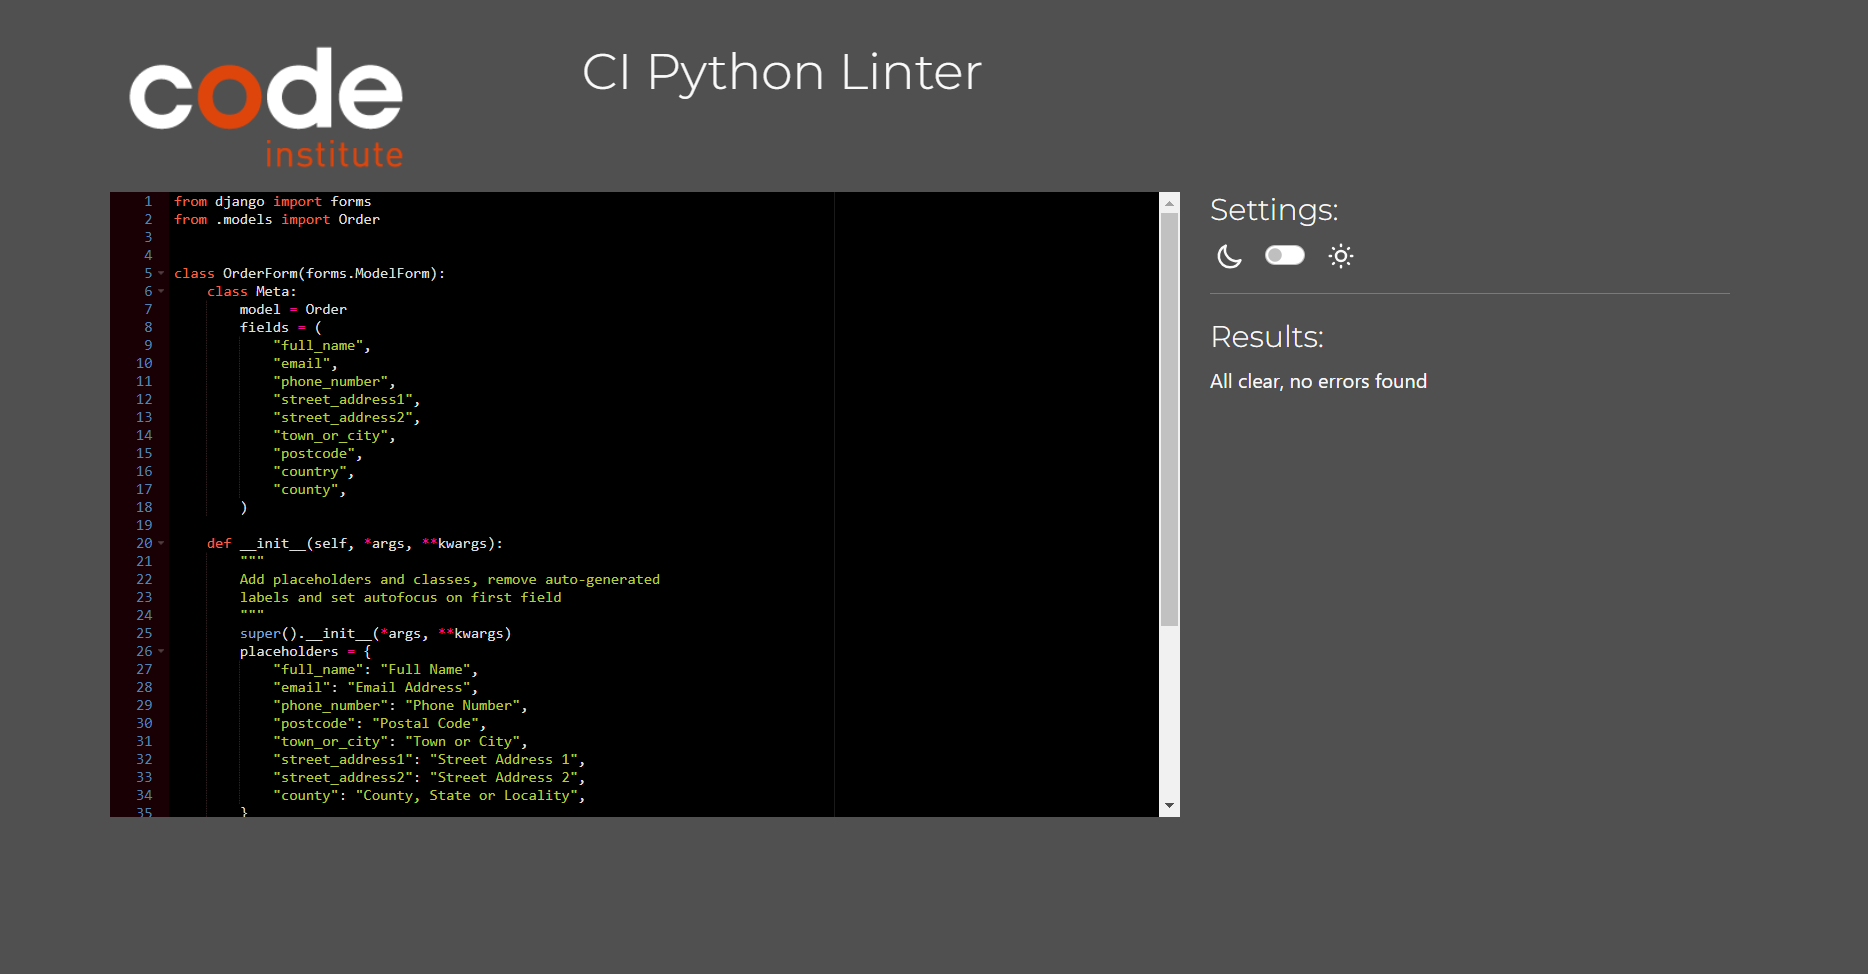 code
institute
CI Python Linter
1 from django import forms
2 from .models import Order
3
4
5 class OrderForm(forms.ModelForm):
6     class Meta:
7         model = Order
8         fields = (
9             "full_name",
10             "email",
11             "phone_number",
12             "street_address1",
13             "street_address2",
14             "town_or_city",
15             "postcode",
16             "country",
17             "county",
18         )
19
20     def __init__(self, *args, **kwargs):
21         """
22         Add placeholders and classes, remove auto-generated
23         labels and set autofocus on first field
24         """
25         super().__init__(*args, **kwargs)
26         placeholders = {
27             "full_name": "Full Name",
28             "email": "Email Address",
29             "phone_number": "Phone Number",
30             "postcode": "Postal Code",
31             "town_or_city": "Town or City",
32             "street_address1": "Street Address 1",
33             "street_address2": "Street Address 2",
34             "county": "County, State or Locality",
35         }
Settings:
Results:
All clear, no errors found